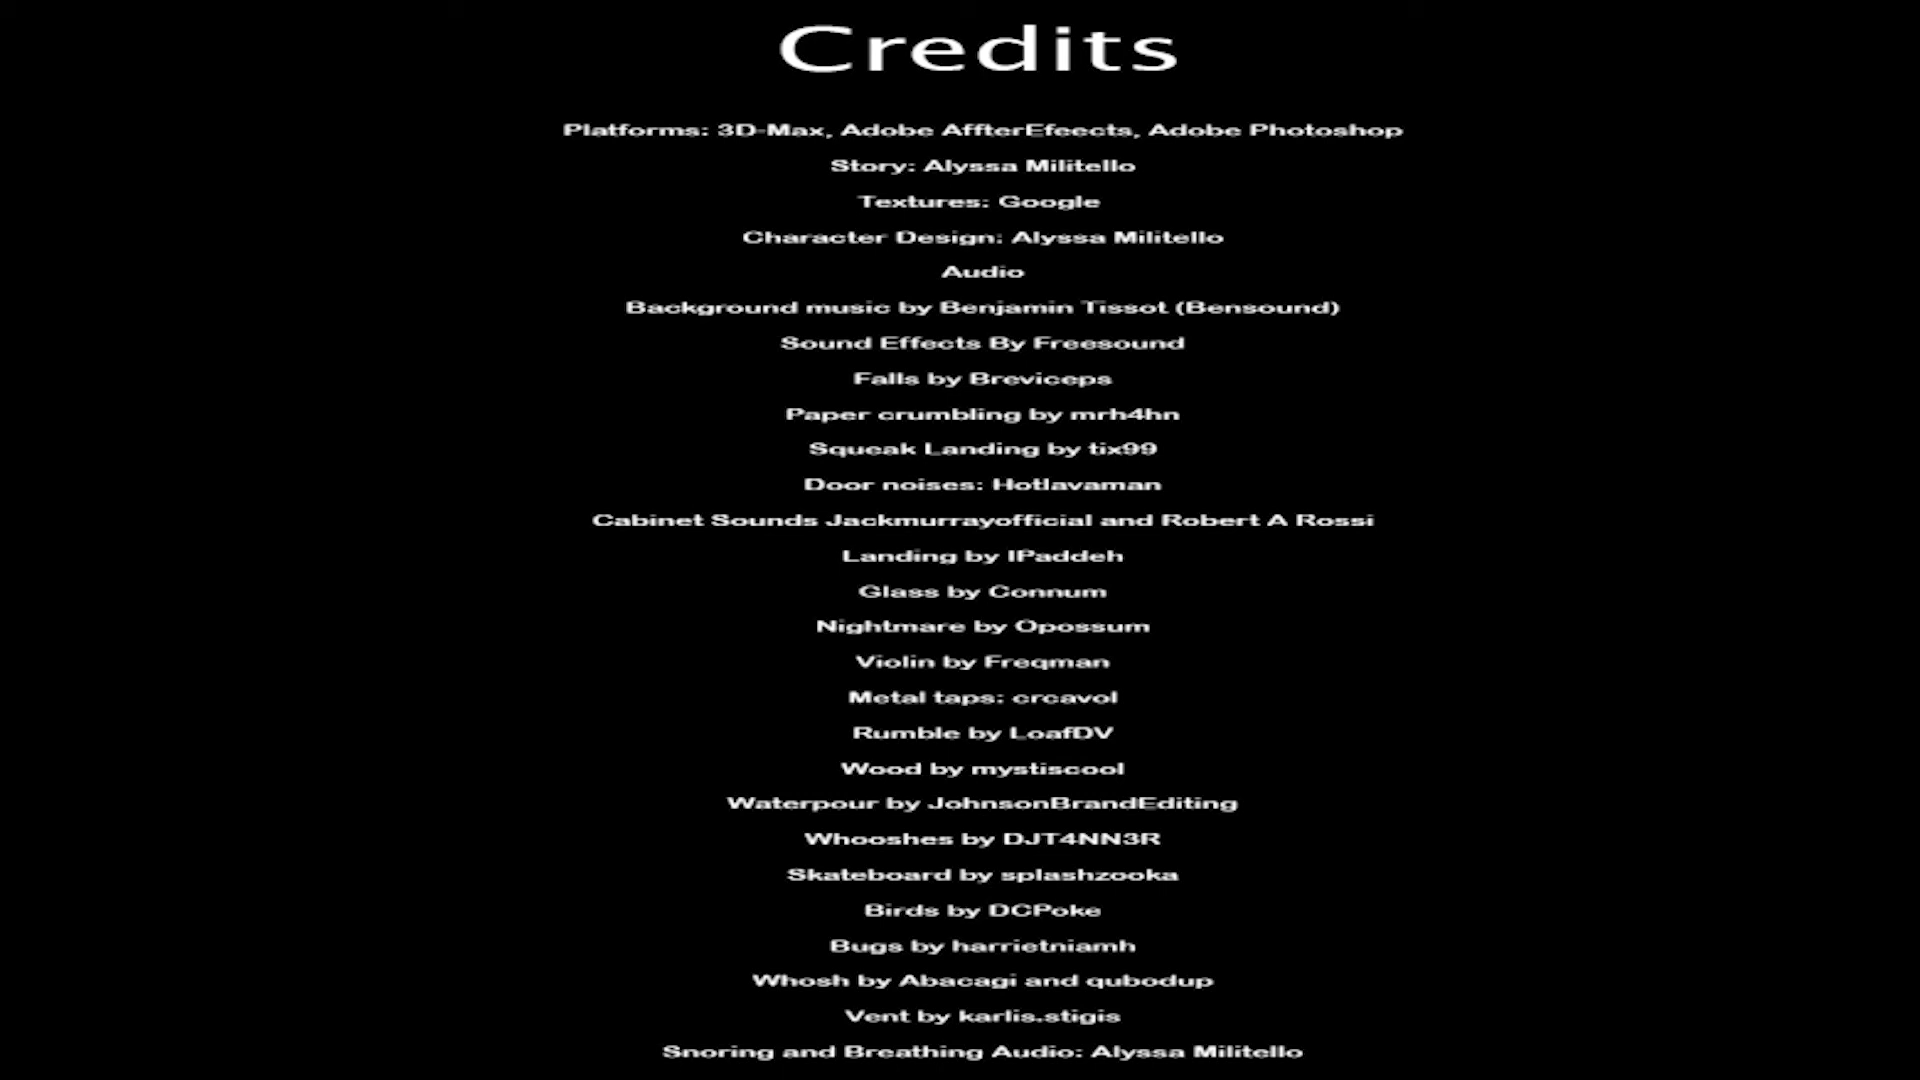 Credits
Platforms: 3D-Max, Adobe AffterEfeects, Adobe Photoshop
Story: Alyssa Militello
Textures: Google
Character Design: Alyssa Militello
Audio
Background music by Benjamin Tissot (Bensound)
Sound Effects By Freesound
Falls by Breviceps
Paper crumbling by mrh4hn
Squeak Landing by tix99
Door noises: Hotlavaman
Cabinet Sounds Jackmurrayofficial and Robert A Rossi
Landing by IPaddeh
Glass by Connum
Nightmare by Opossum
Violin by Freqman
Metal taps: crcavol
Rumble by LoafDV
Wood by mystiscool
Waterpour by JohnsonBrandEditing
Whooshes by DJT4NN3R
Skateboard by splashzooka
Birds by DCPoke
Bugs by harrietniamh
Whosh by Abacagi and qubodup
Vent by karlis.stigis
Snoring and Breathing Audio: Alyssa Militello